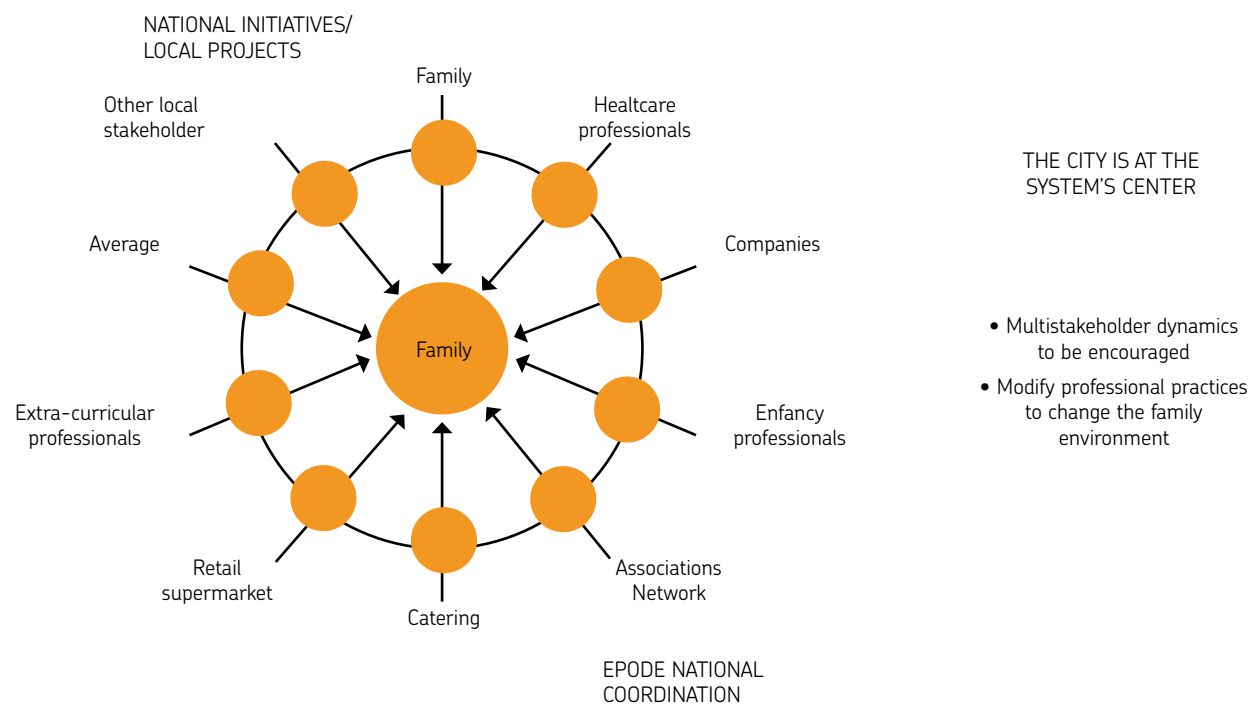 NATIONAL INITIATIVES/
LOCAL PROJECTS
Family
Other local
stakeholder
Healtcare
professionals
THE CITY IS AT THE
SYSTEM'S CENTER
Average
Companies
Family
• Multistakeholder dynamics
to be encouraged
• Modify professional practices
to change the family
environment
Extra-curricular
professionals
Enfancy
professionals
Retail
supermarket
Associations
Network
Catering
EPODE NATIONAL
COORDINATION